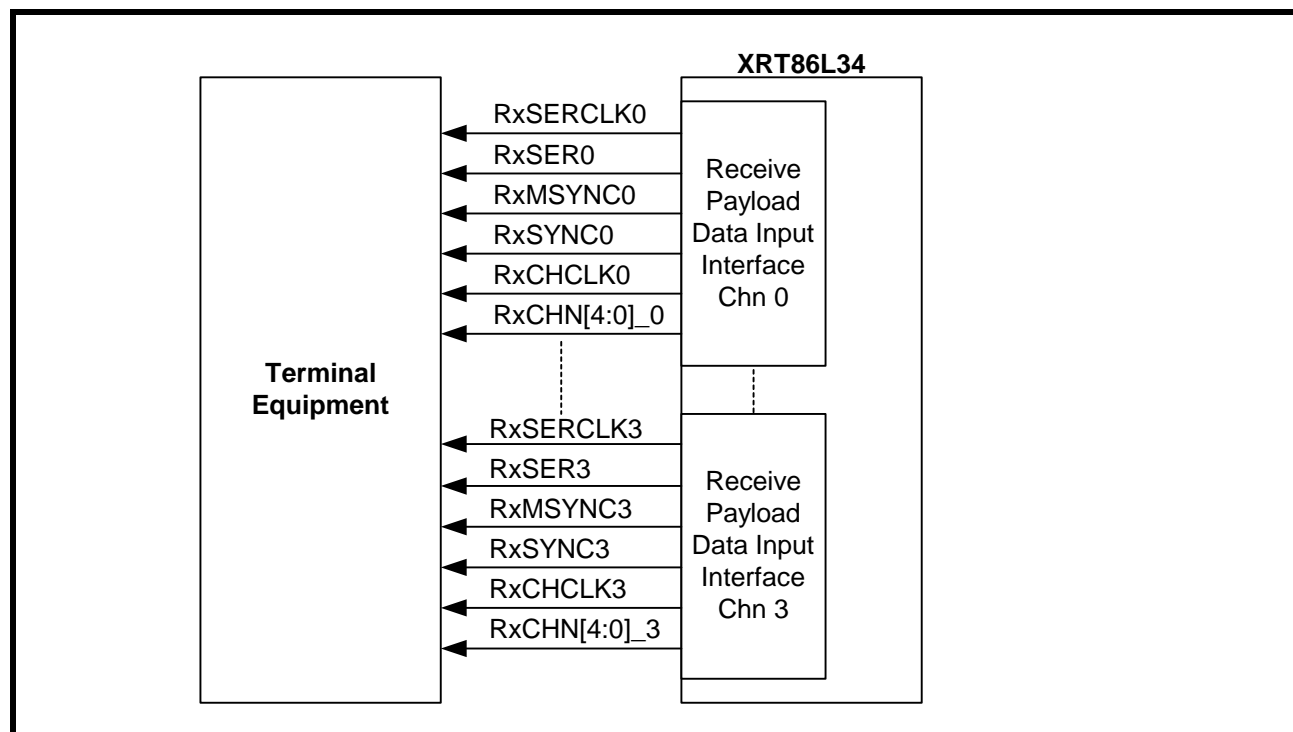 XRT86L34
RxSERCLK0
RxSER0
RxMSYNC0
RxSYNC0
RxCHCLK0
RxCHN[4:0]_0
Receive
Payload
Data Input
Interface
Chn 0
Terminal
Equipment
RxSERCLK3
RxSER3
RxMSYNC3
RxSYNC3
RxCHCLK3
RxCHN[4:0]_3
Receive
Payload
Data Input
Interface
Chn 3